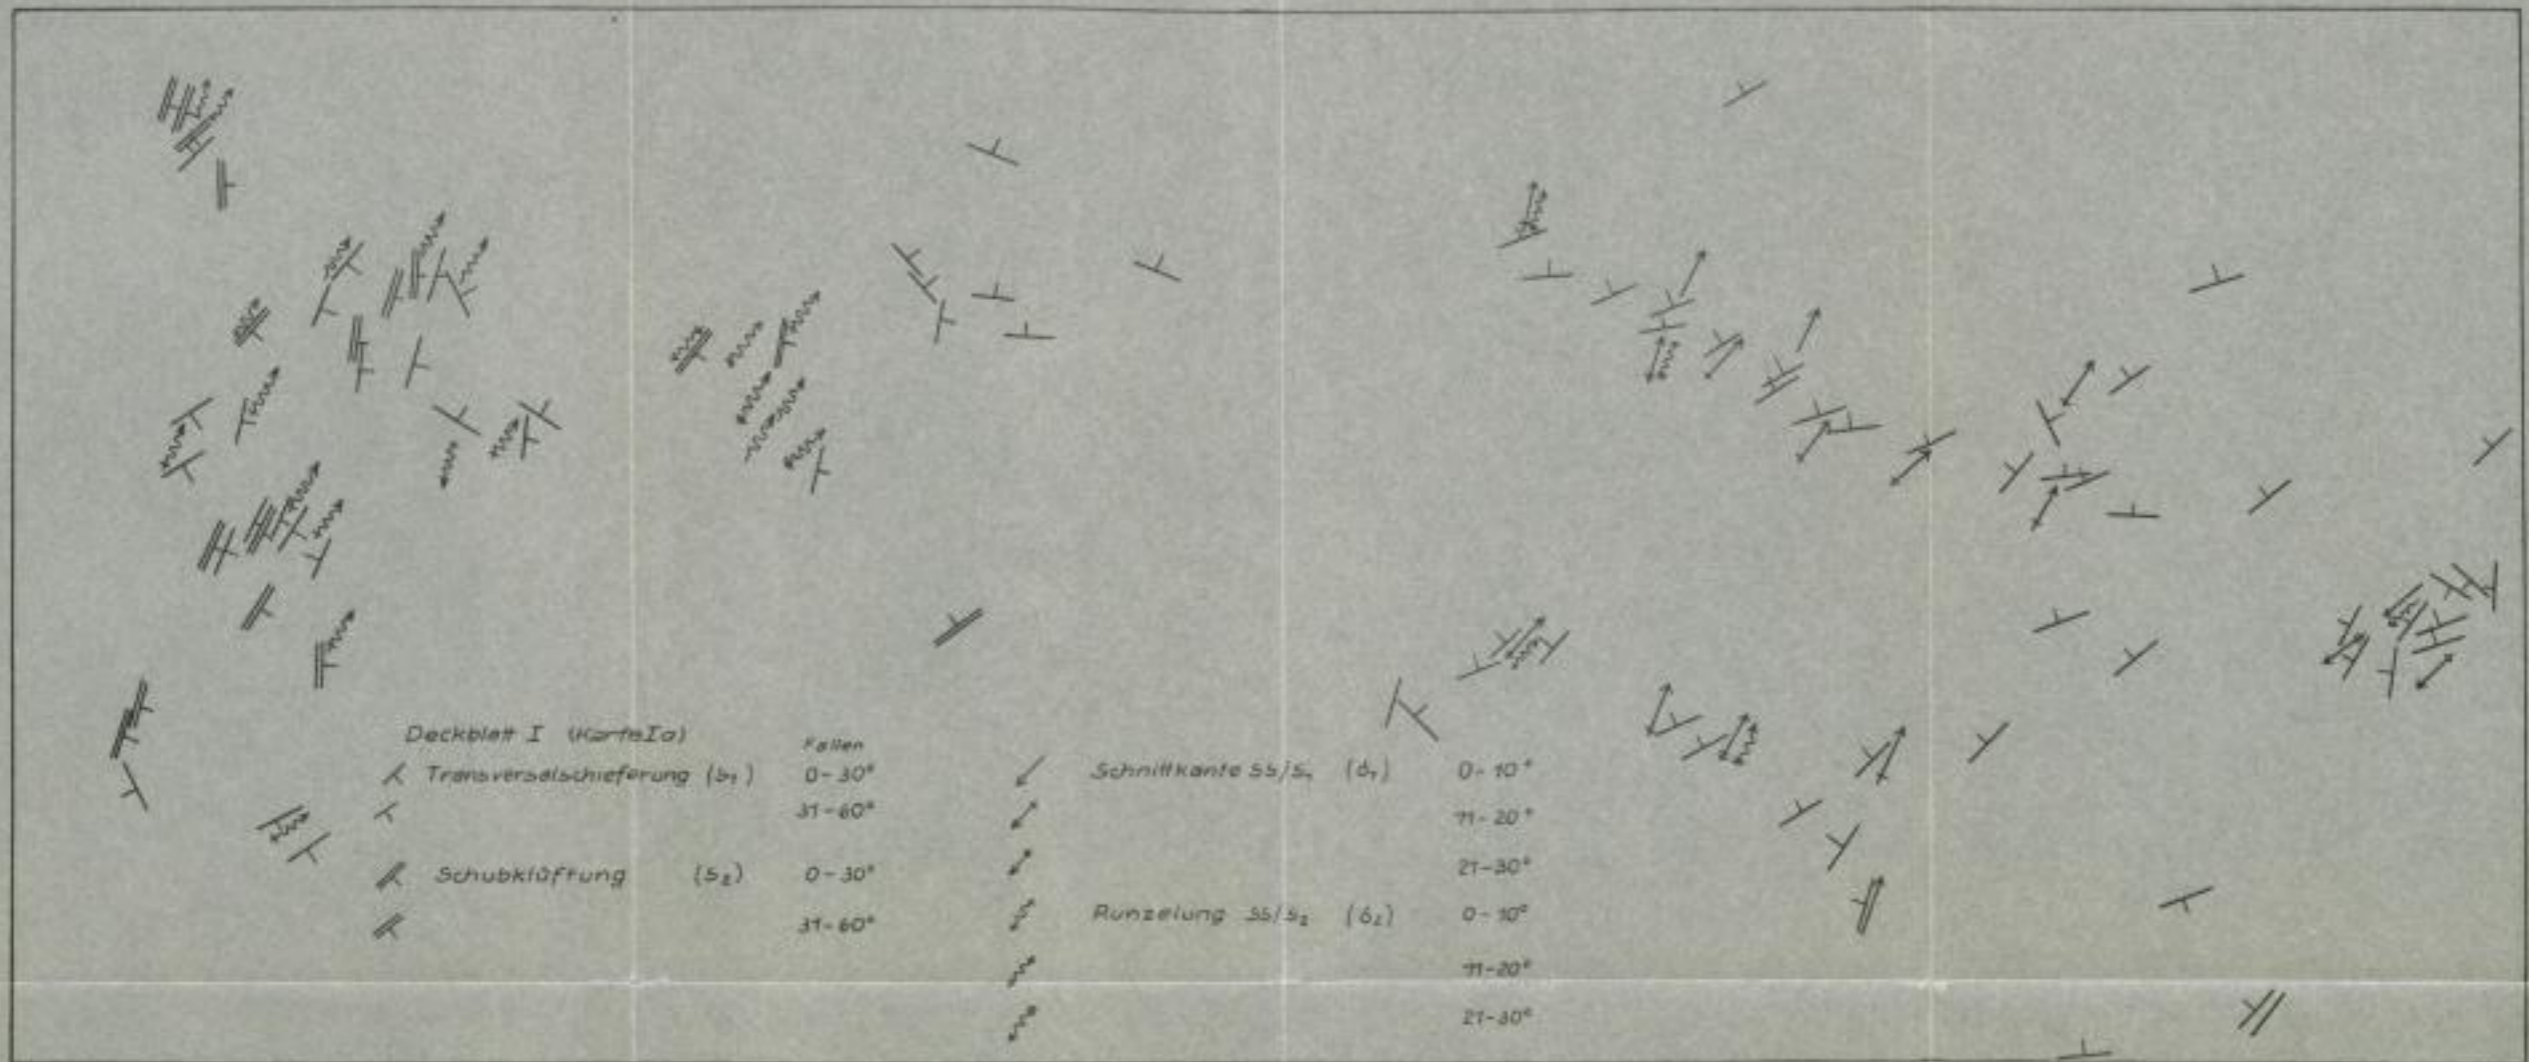 Deckblatt I (Karte Ia)
Fallen
Transversalschieferung (s₁) 0-30°
31-60°
Schubklüftung (s₂) 0-30°
31-60°
Schnittkante ss/s₁ (δ₁) 0-10°
11-20°
21-30°
Runzelung ss/s₂ (δ₂) 0-10°
11-20°
21-30°